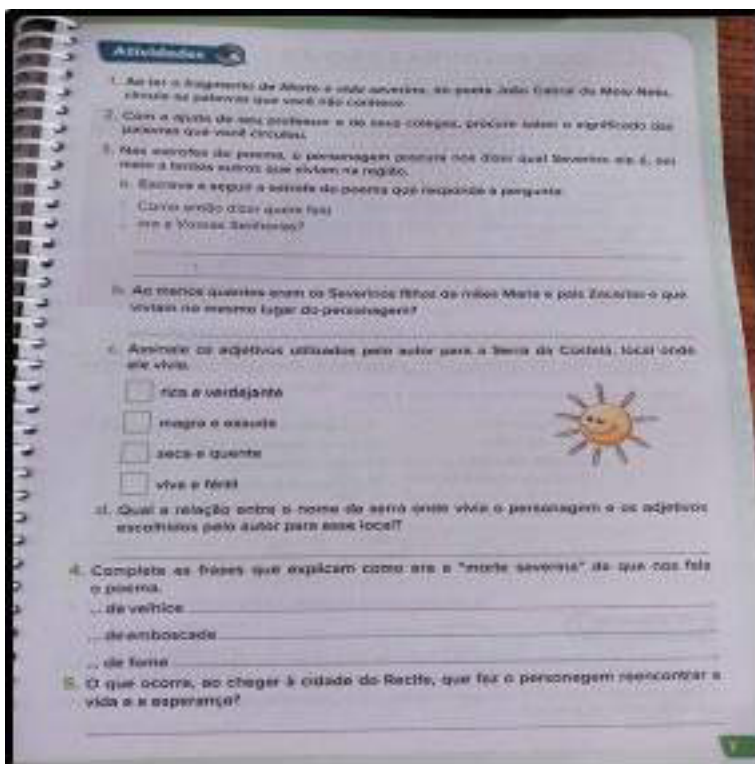 Atividades
1. Ao ler o fragmento de Morte e vida severina, do poeta João Cabral de Melo Neto,
circule as palavras que você não conhece.
2. Com a ajuda de seu professor e de seus colegas, procure saber o significado das
palavras que você circulou.
3. Nas estrofes do poema, o personagem procura nos dizer qual Severino ele é, em
meio a tantos outros que viviam na região.
a. Escreva a seguir a estrofe do poema que responde à pergunta:
Como então dizer quem fala
ora a Vossas Senhorias?
b. Ao menos quantos eram os Severinos filhos de mães Maria e pais Zacarias e que
viviam no mesmo lugar do personagem?
c. Assinale os adjetivos utilizados pelo autor para a Serra da Costela, local onde
ele vivia.
rica e verdejante
magra e ossuda
seca e quente
viva e fértil
d. Qual a relação entre o nome da serra onde vivia o personagem e os adjetivos
escolhidos pelo autor para esse local?
4. Complete as frases que explicam como era a "morte severina" de que nos fala
o poema.
... de velhice
... de emboscada
... de fome
5. O que ocorre, ao chegar à cidade do Recife, que fez o personagem reencontrar a
vida e a esperança?